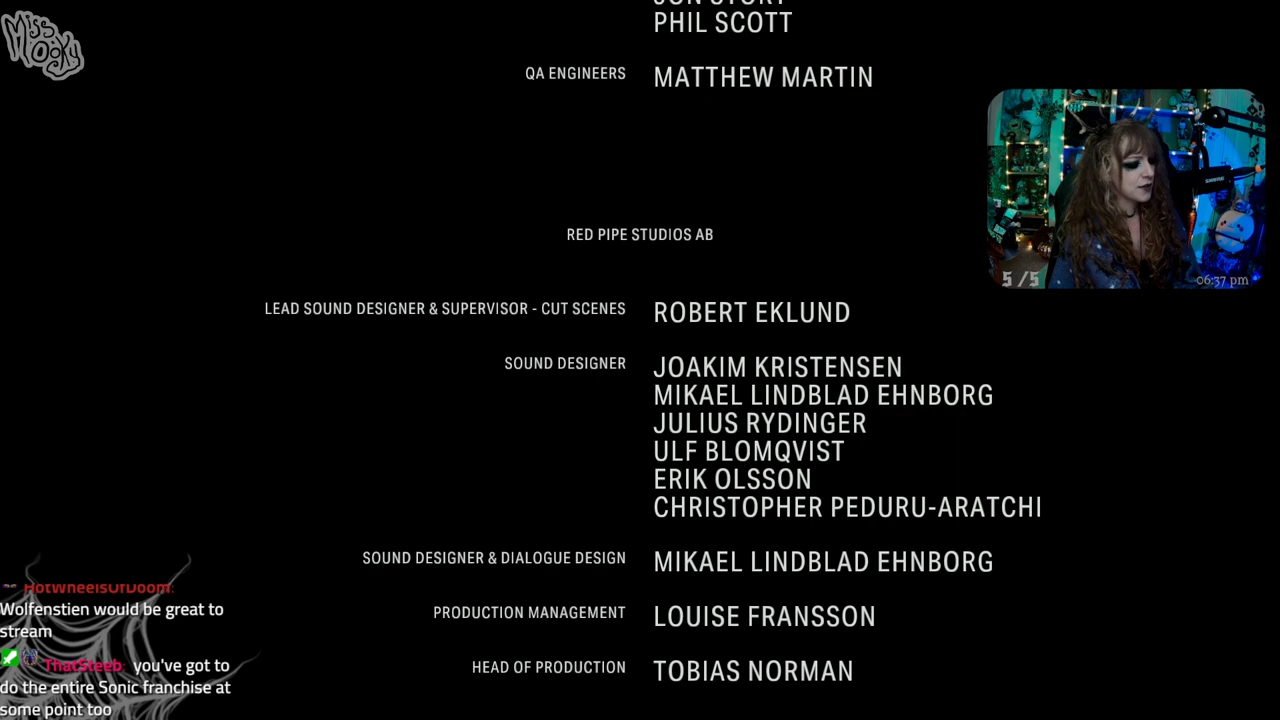 Miss
Mooky
PHIL SCOTT
QA ENGINEERS MATTHEW MARTIN
RED PIPE STUDIOS AB
LEAD SOUND DESIGNER & SUPERVISOR - CUT SCENES ROBERT EKLUND
SOUND DESIGNER JOAKIM KRISTENSEN
MIKAEL LINDBLAD EHNBORG
JULIUS RYDINGER
ULF BLOMQVIST
ERIK OLSSON
CHRISTOPHER PEDURU-ARATCHI
SOUND DESIGNER & DIALOGUE DESIGN MIKAEL LINDBLAD EHNBORG
PRODUCTION MANAGEMENT LOUISE FRANSSON
HEAD OF PRODUCTION TOBIAS NORMAN
5 /5 06:37 pm
HotWheelsOfDoom:
Wolfenstien would be great to
stream
ThatSteeb: you've got to
do the entire Sonic franchise at
some point too